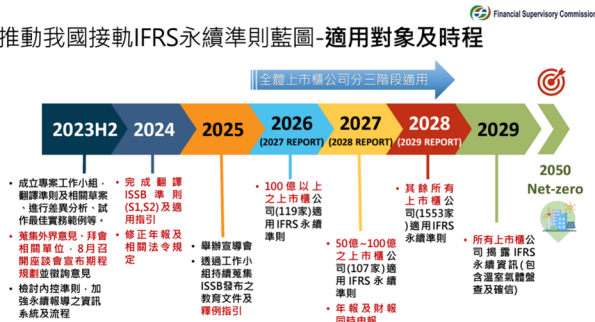 Financial Supervisory Commission
推動我國接軌IFRS永續準則藍圖-適用對象及時程
全體上市櫃公司分三階段適用
2023H2
2024
2025
2026
(2027 REPORT)
2027
(2028 REPORT)
2028
(2029 REPORT)
2029
2050
Net-zero
• 成立專案工作小組,
翻譯準則及相關草案
、進行差異分析、試
作最佳實務範例等。
• 蒐集外界意見、拜會
相關單位,8月召
開座談會宣布期程
規劃並徵詢意見
• 檢討內控準則,加
強永續報導之資訊
系統及流程
• 完成翻譯
ISSB準則
(S1,S2)及適
用指引
• 修正年報及
相關法令規
定
• 舉辦宣導會
• 透過工作小
組持續蒐集
ISSB發布之
教育文件及
釋例指引
• 100億以上
之上市櫃公
司(119家)適
用IFRS永續
準則
• 50億~100億
之上市櫃公
司(107家)適
用IFRS永續
準則
• 年報及財報
同時申報
• 其餘所有
上市櫃公
司(1553家
)適用IFRS
永續準則
• 所有上市櫃公
司揭露IFRS
永續資訊(包
含溫室氣體盤
查及確信)